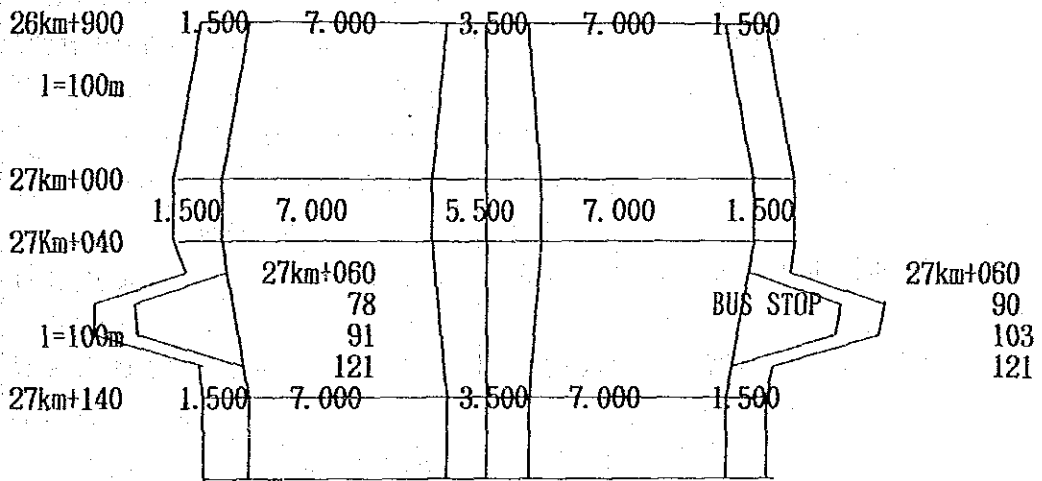 26km+900 1.500 7.000 3.500 7.000 1.500
l=100m
27km+000
1.500 7.000 5.500 7.000 1.500
27Km+040
27km+060 27km+060
78 BUS STOP 90
l=100m 91 103
121 121
27km+140 1.500 7.000 3.500 7.000 1.500